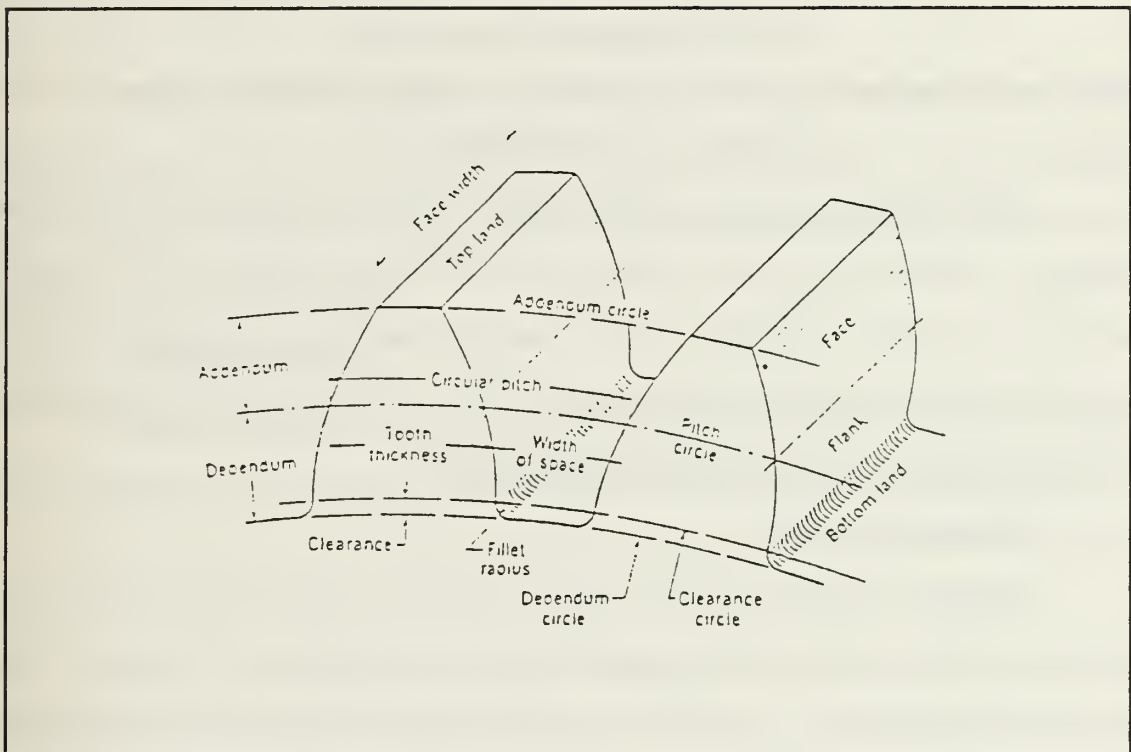 Face width
Top land
Addendum circle
Face
Addendum
Circular pitch
Tooth
thickness
Width
of space
Pitch
circle
Flank
Dedendum
Bottom land
Clearance
Fillet
radius
Dedendum
circle
Clearance
circle